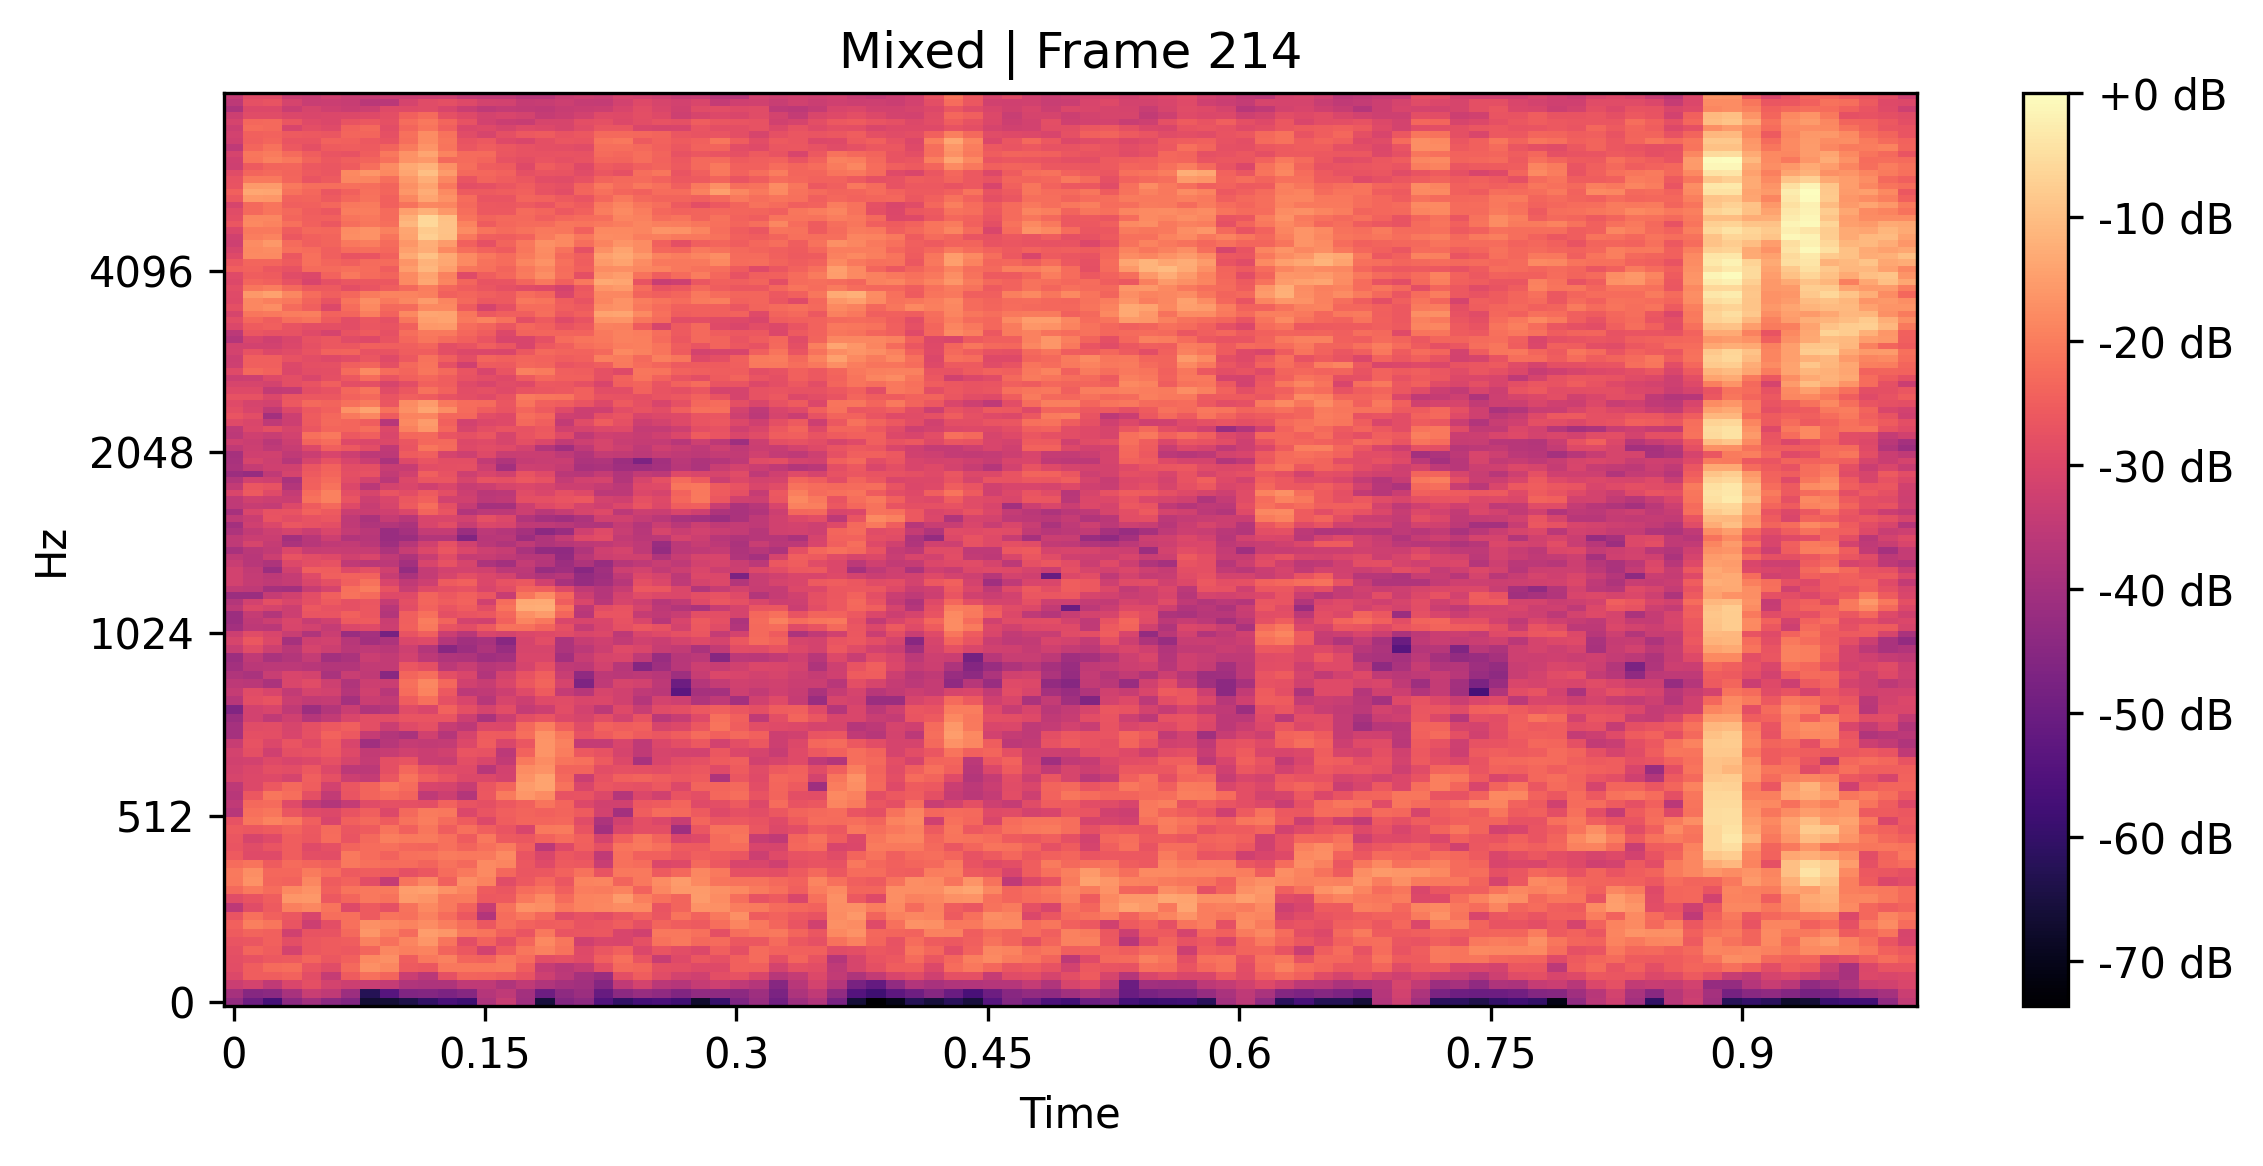 Mixed | Frame 214
+0 dB
-10 dB
-20 dB
-30 dB
-40 dB
-50 dB
-60 dB
-70 dB
Hz
4096
2048
1024
512
0
0 0.15 0.3 0.45 0.6 0.75 0.9
Time